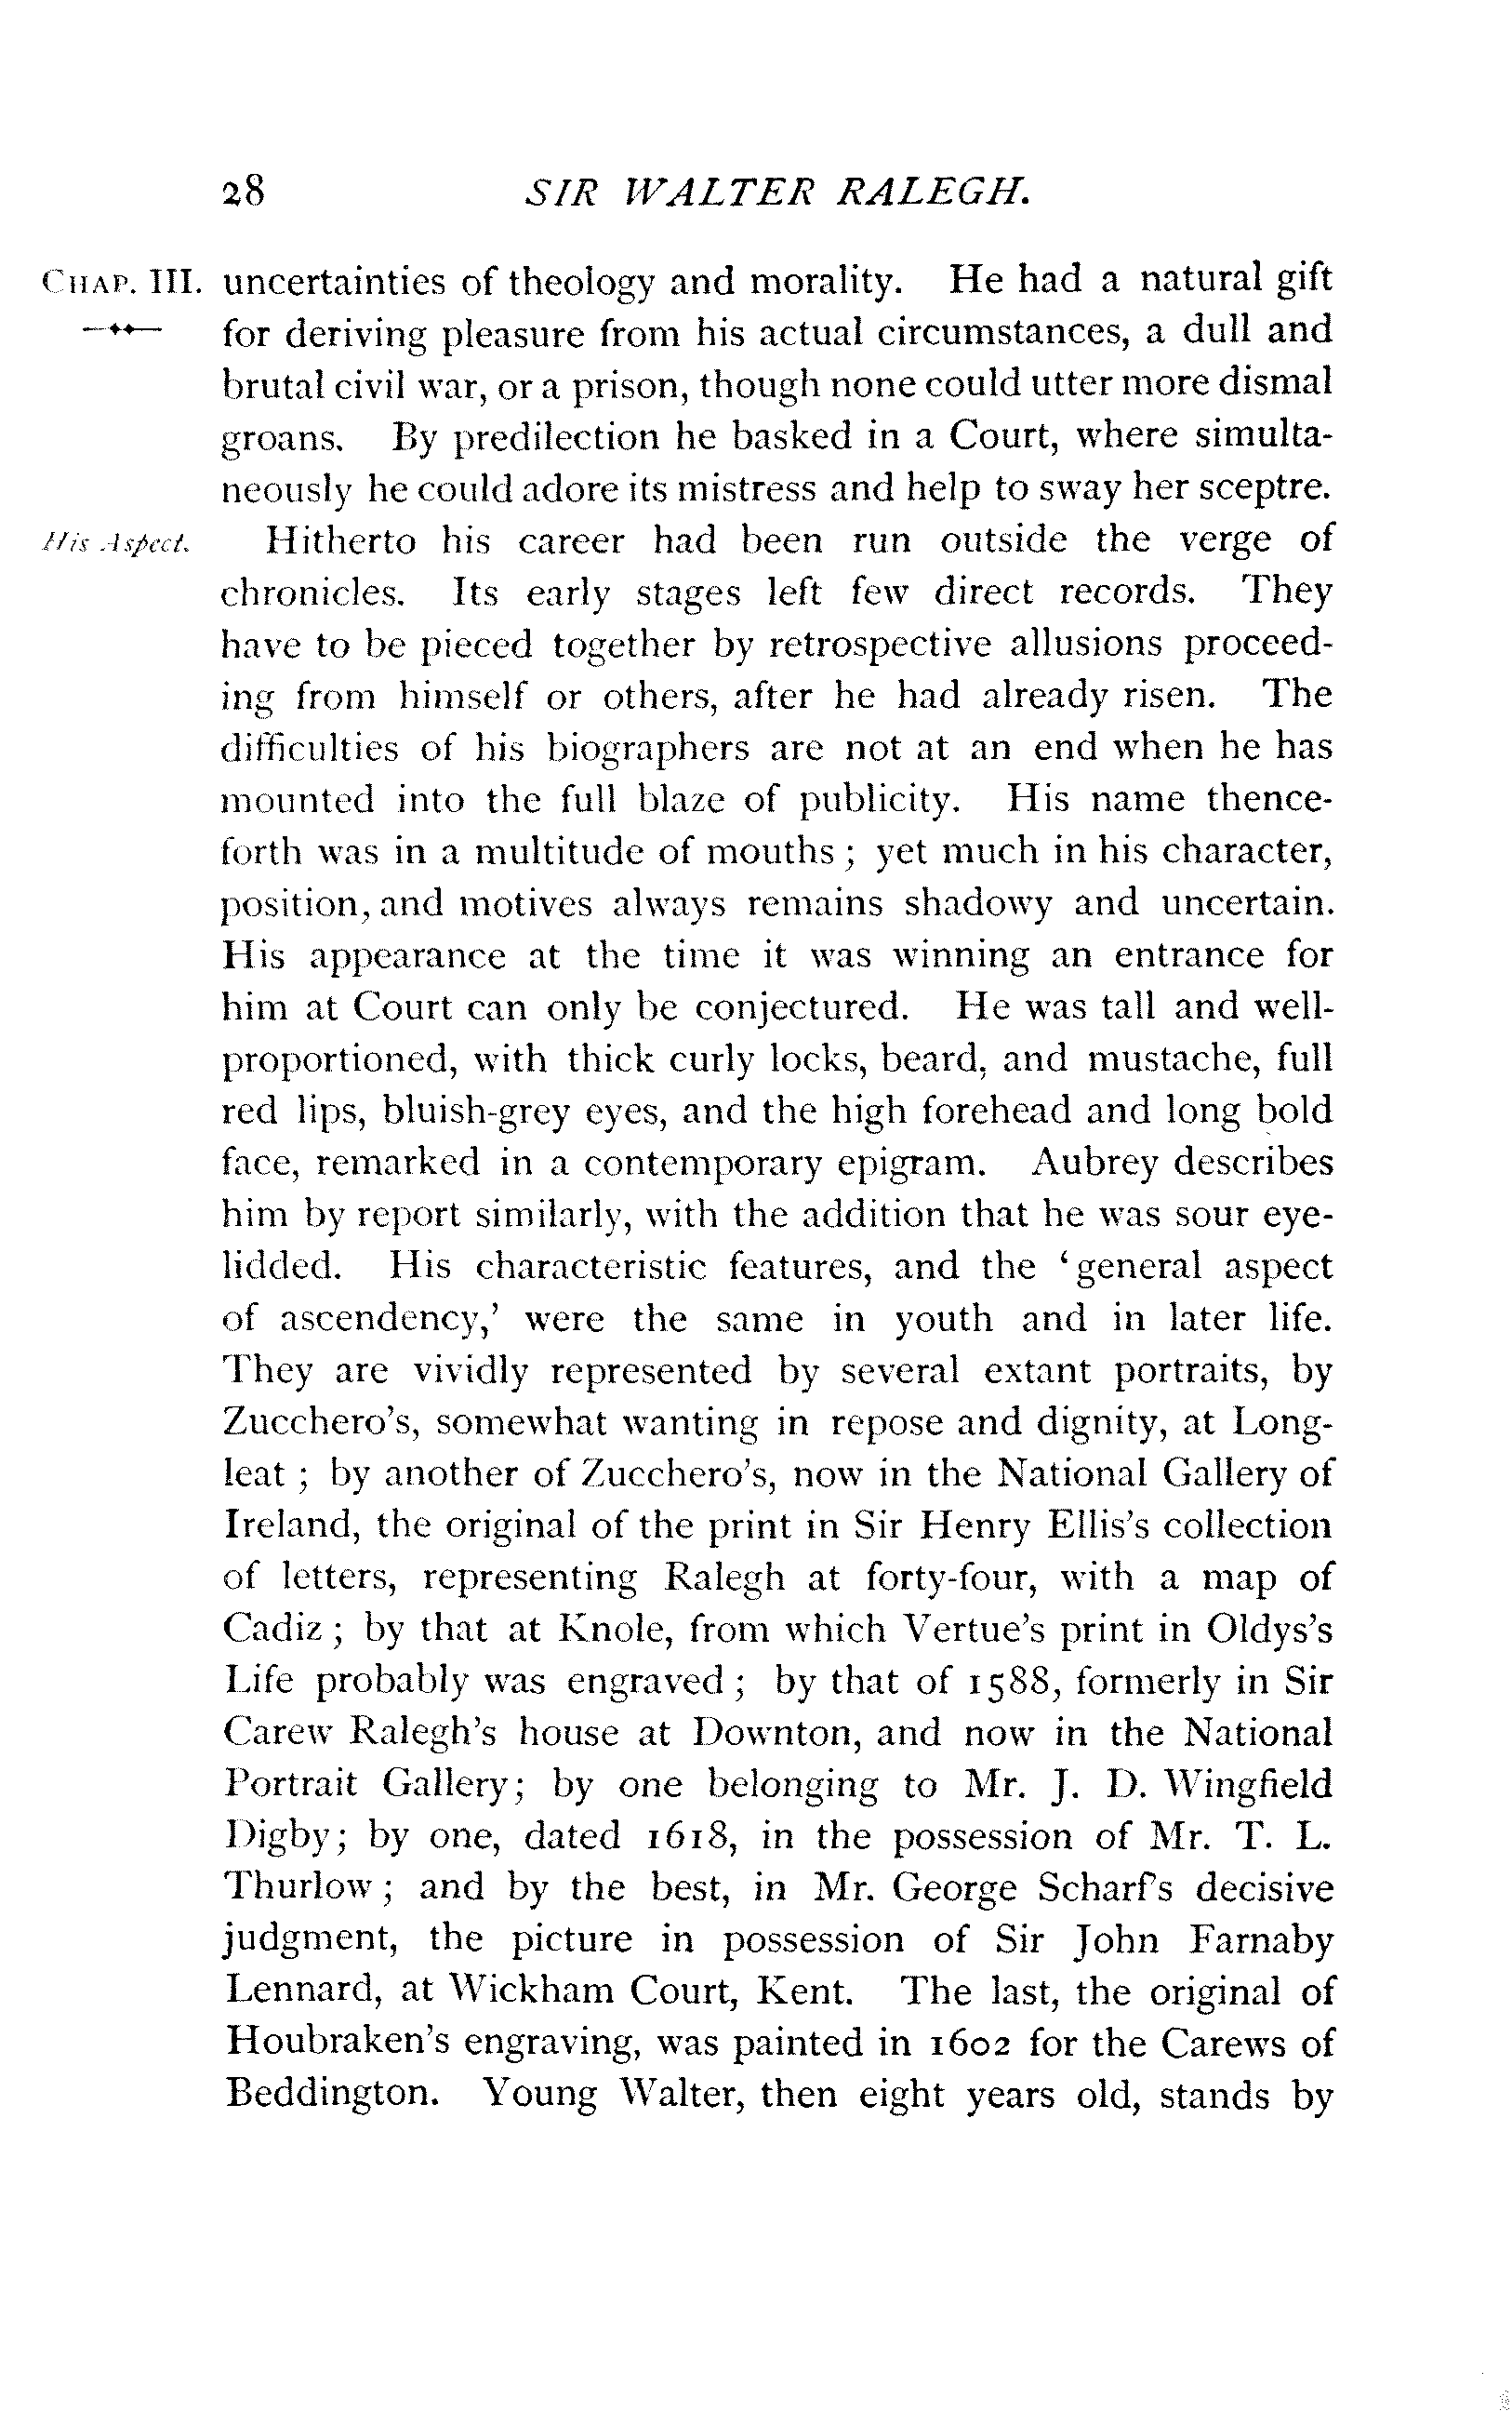 28 SIR WALTER RALEGH.
CHAP. III. uncertainties of theology and morality. He had a natural gift
for deriving pleasure from his actual circumstances, a dull and
brutal civil war, or a prison, though none could utter more dismal
groans. By predilection he basked in a Court, where simulta-
neously he could adore its mistress and help to sway her sceptre.
His Aspect. Hitherto his career had been run outside the verge of
chronicles. Its early stages left few direct records. They
have to be pieced together by retrospective allusions proceed-
ing from himself or others, after he had already risen. The
difficulties of his biographers are not at an end when he has
mounted into the full blaze of publicity. His name thence-
forth was in a multitude of mouths ; yet much in his character,
position, and motives always remains shadowy and uncertain.
His appearance at the time it was winning an entrance for
him at Court can only be conjectured. He was tall and well-
proportioned, with thick curly locks, beard, and mustache, full
red lips, bluish-grey eyes, and the high forehead and long bold
face, remarked in a contemporary epigram. Aubrey describes
him by report similarly, with the addition that he was sour eye-
lidded. His characteristic features, and the ‘general aspect
of ascendency,’ were the same in youth and in later life.
They are vividly represented by several extant portraits, by
Zucchero's, somewhat wanting in repose and dignity, at Long-
leat ; by another of Zucchero's, now in the National Gallery of
Ireland, the original of the print in Sir Henry Ellis's collection
of letters, representing Ralegh at forty-four, with a map of
Cadiz ; by that at Knole, from which Vertue's print in Oldys's
Life probably was engraved ; by that of 1588, formerly in Sir
Carew Ralegh's house at Downton, and now in the National
Portrait Gallery; by one belonging to Mr. J. D. Wingfield
Digby; by one, dated 1618, in the possession of Mr. T. L.
Thurlow ; and by the best, in Mr. George Scharf's decisive
judgment, the picture in possession of Sir John Farnaby
Lennard, at Wickham Court, Kent. The last, the original of
Houbraken's engraving, was painted in 1602 for the Carews of
Beddington. Young Walter, then eight years old, stands by